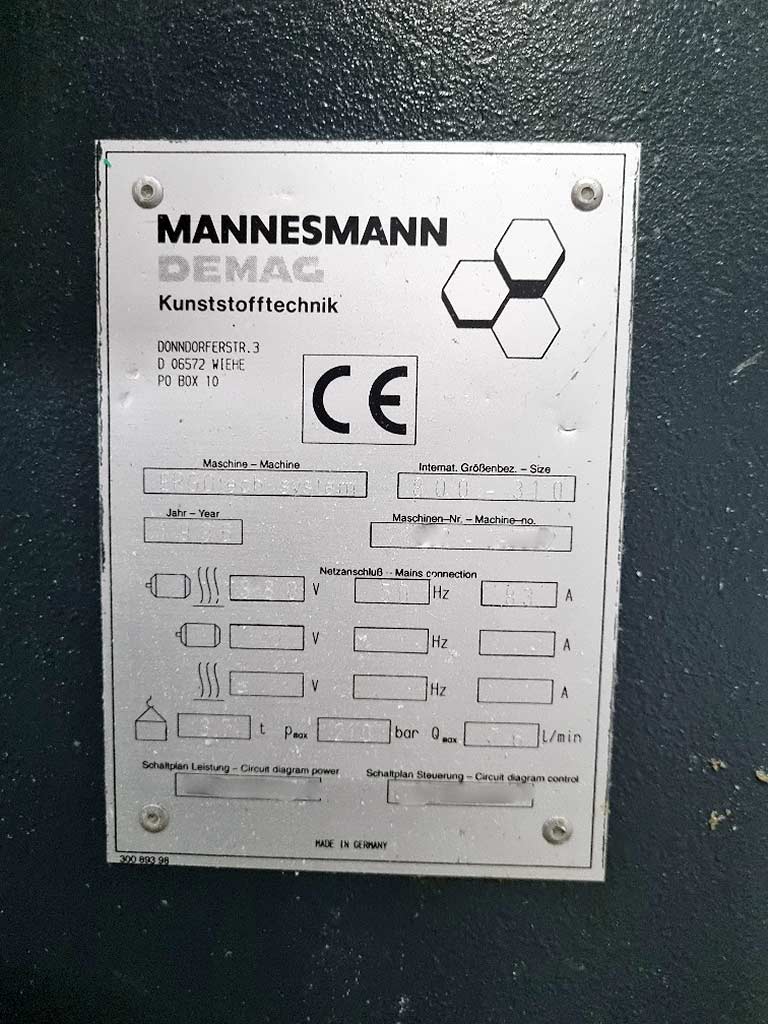 MANNESMANN
DEMAG
Kunststofftechnik
DONNDORFERSTR.3
D 06572 WIEHE
PO BOX 10
CE
Maschine – Machine
Internat. Größenbez. – Size
ERGOtech system
800 - 310
Jahr – Year
Maschinen–Nr. – Machine–no.
Netzanschluß – Mains connection
V Hz A
V Hz A
V Hz A
t pmax bar Qmax l/min
Schaltplan Leistung – Circuit diagram power
Schaltplan Steuerung – Circuit diagram control
MADE IN GERMANY
300 893 96